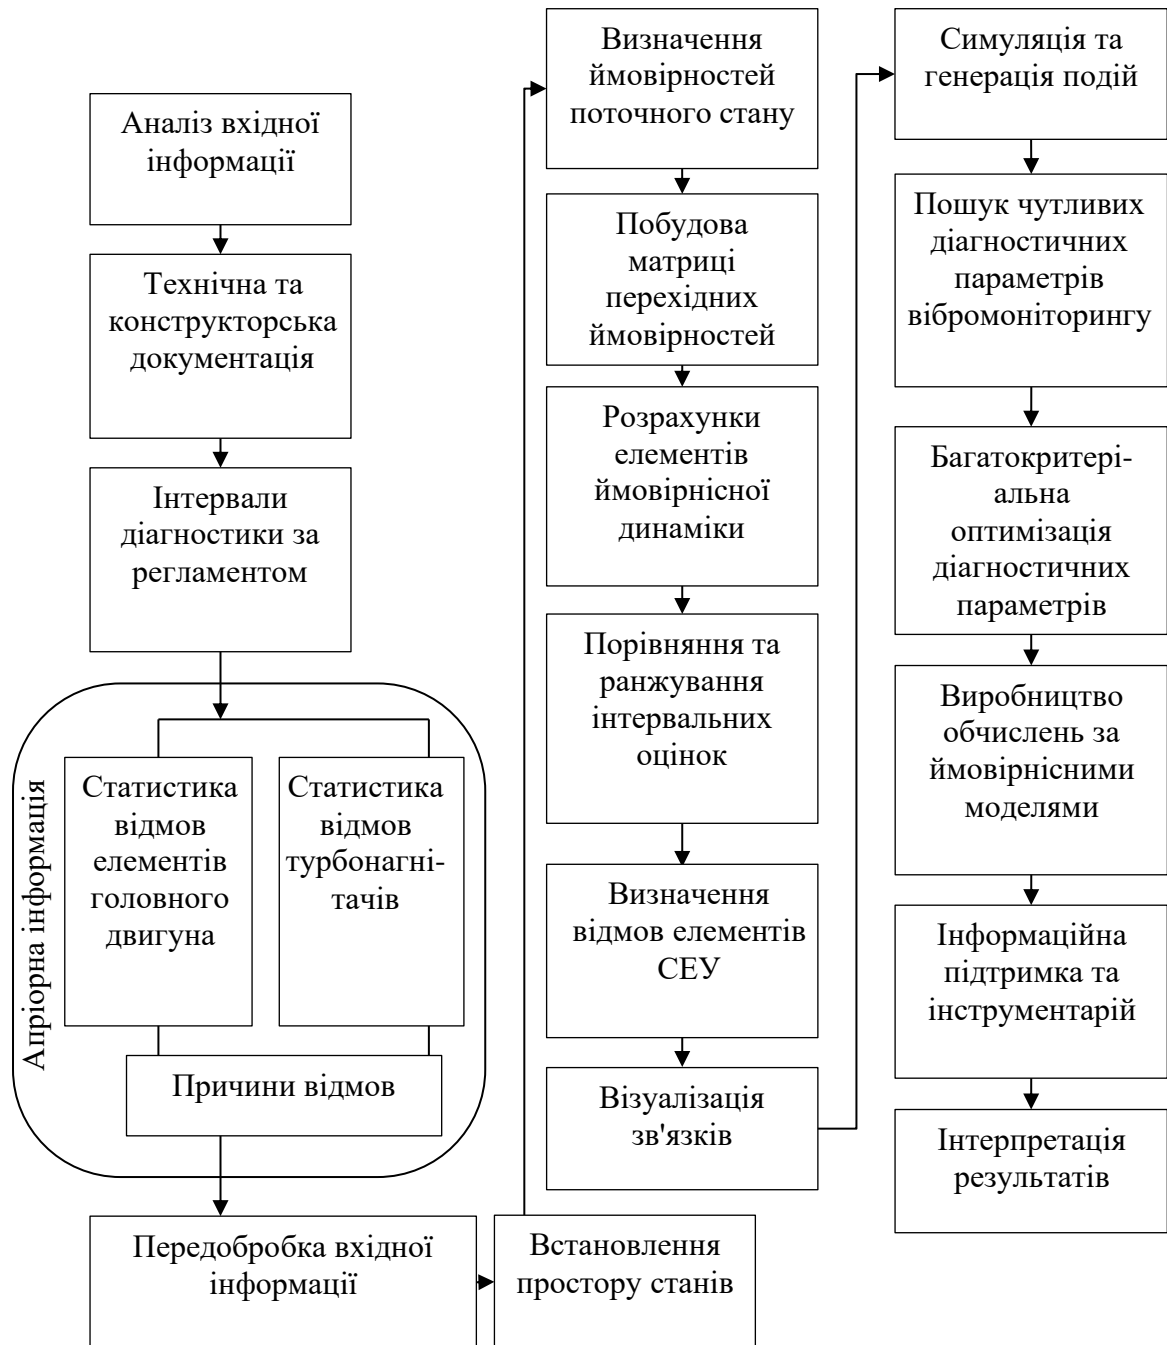 Аналіз вхідної
інформації
Технічна та
конструкторська
документація
Інтервали
діагностики за
регламентом
Апріорна інформація
Статистика
відмов
елементів
головного
двигуна
Статистика
відмов
турбонагні-
тачів
Причини відмов
Передобробка вхідної
інформації
Встановлення
простору станів
Визначення
ймовірностей
поточного стану
Побудова
матриці
перехідних
ймовірностей
Розрахунки
елементів
ймовірнісної
динаміки
Порівняння та
ранжування
інтервальних
оцінок
Визначення
відмов елементів
СЕУ
Візуалізація
зв'язків
Симуляція та
генерація подій
Пошук чутливих
діагностичних
параметрів
вібромоніторингу
Багатокритері-
альна
оптимізація
діагностичних
параметрів
Виробництво
обчислень за
ймовірнісними
моделями
Інформаційна
підтримка та
інструментарій
Інтерпретація
результатів